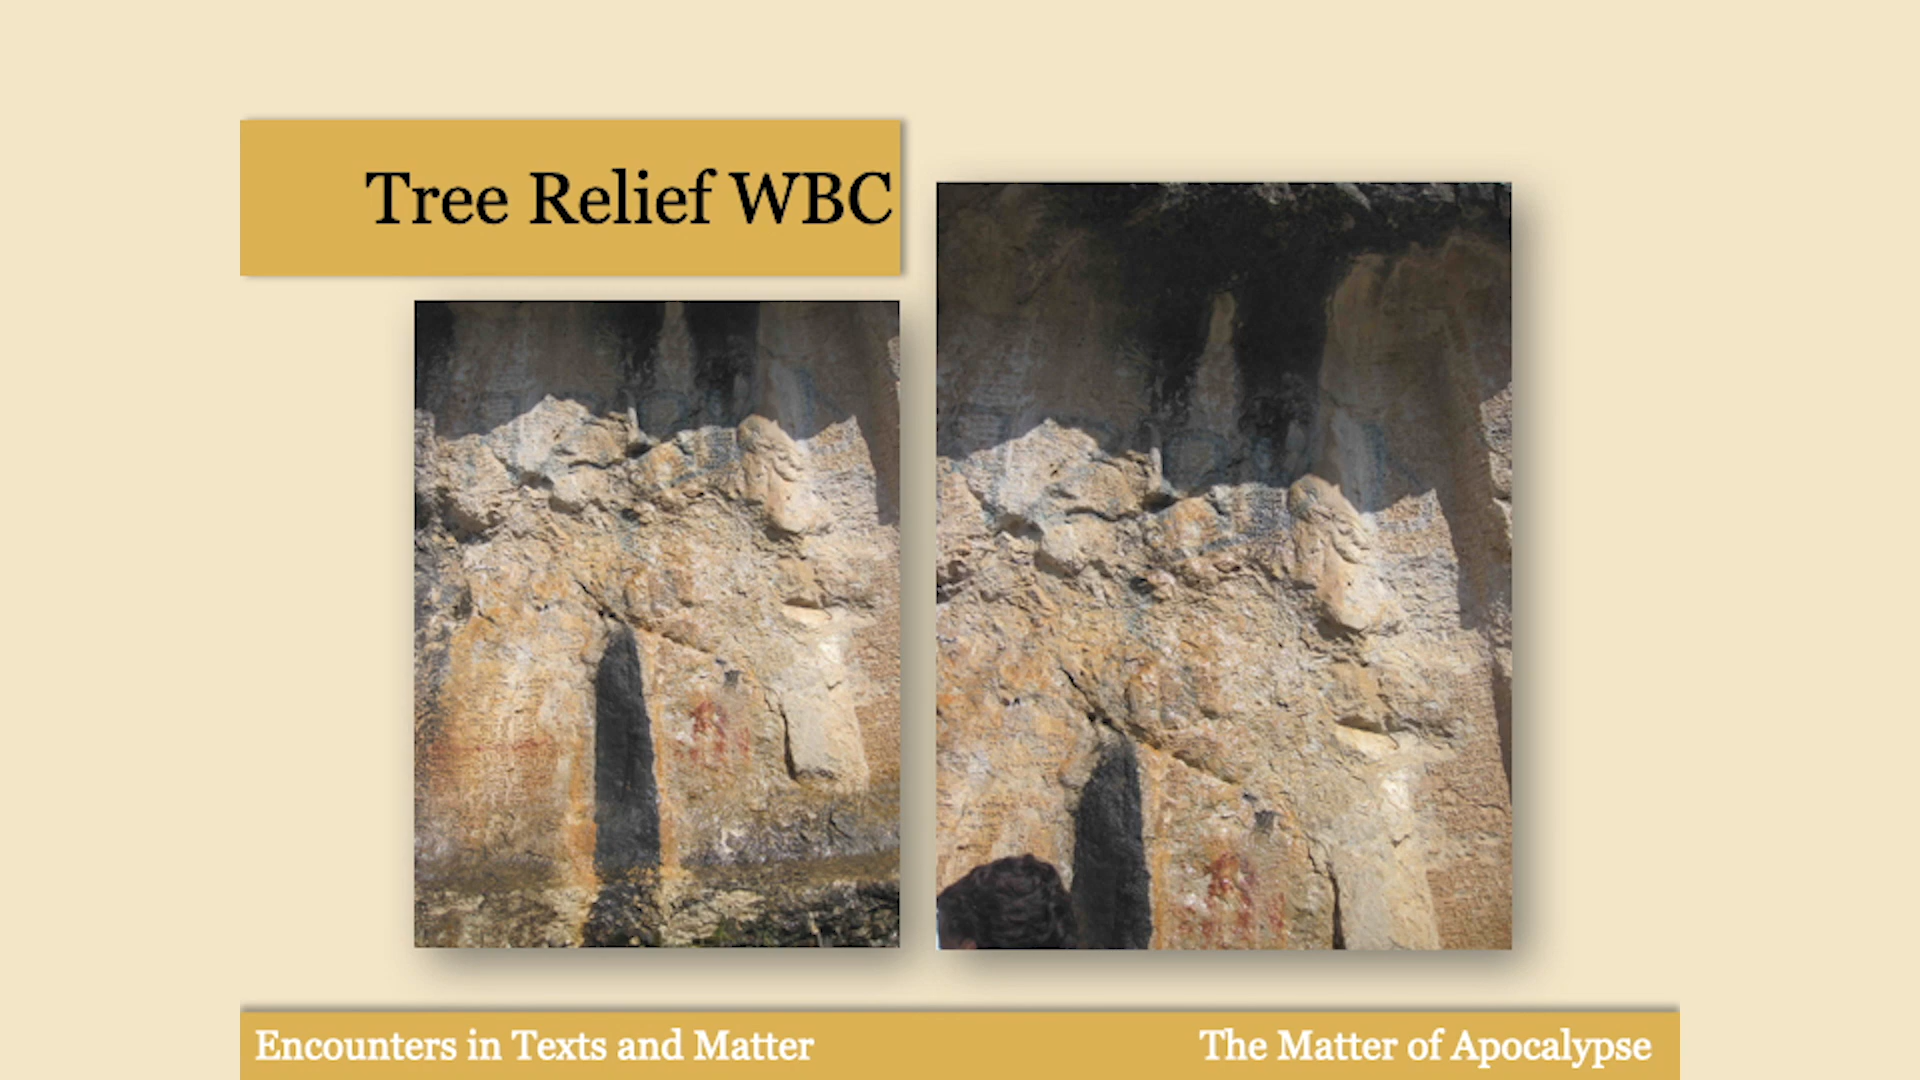 Tree Relief WBC
Encounters in Texts and Matter
The Matter of Apocalypse